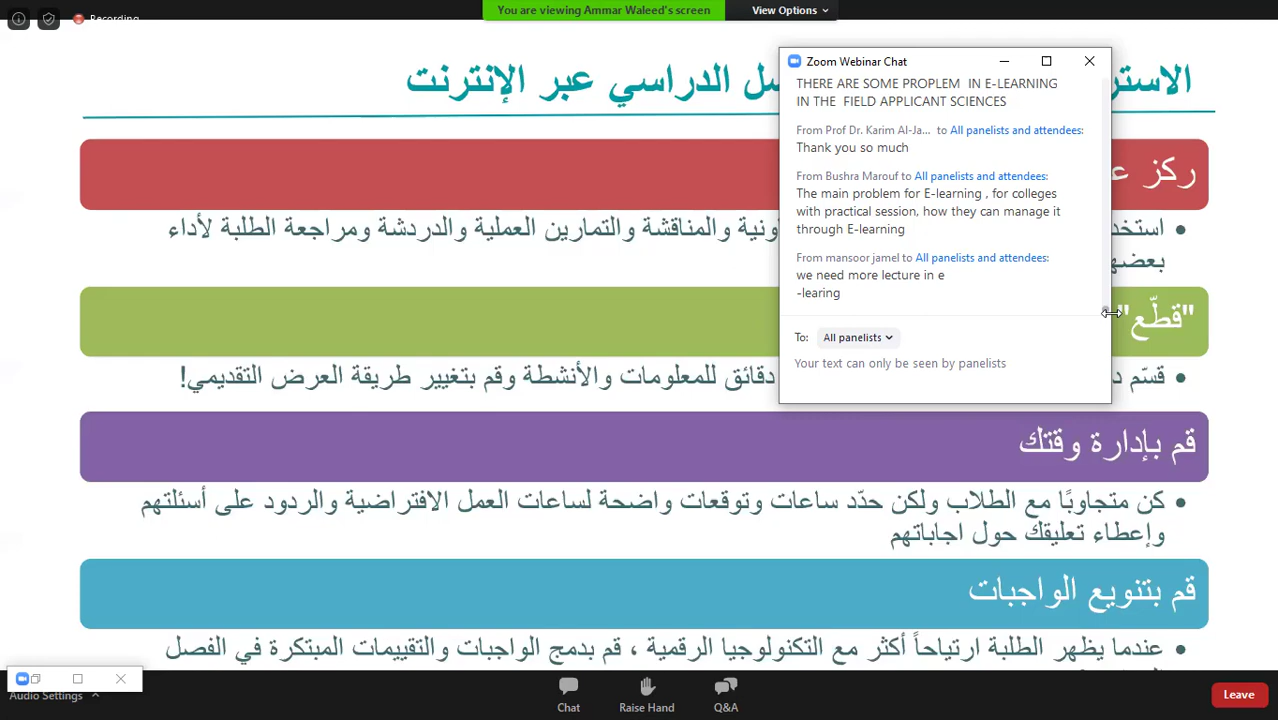 Recording
You are viewing Ammar Waleed's screen
View Options
الاستر
ل الدراسي عبر الإنترنت
ركز
استخد
ونية والمناقشة والتمارين العملية والدردشة ومراجعة الطلبة لأداء
بعضه
"قطّع"
قسّم د
دقائق للمعلومات والأنشطة وقم بتغيير طريقة العرض التقديمي!
قم بإدارة وقتك
كن متجاوبًا مع الطلاب ولكن حدّد ساعات وتوقعات واضحة لساعات العمل الافتراضية والردود على أسئلتهم
وإعطاء تعليقك حول اجاباتهم
قم بتنويع الواجبات
عندما يظهر الطلبة ارتياحاً أكثر مع التكنولوجيا الرقمية ، قم بدمج الواجبات والتقييمات المبتكرة في الفصل
Zoom Webinar Chat
THERE ARE SOME PROPLEM IN E-LEARNING
IN THE FIELD APPLICANT SCIENCES
From Prof Dr. Karim Al-Ja... to All panelists and attendees:
Thank you so much
From Bushra Marouf to All panelists and attendees:
The main problem for E-learning , for colleges
with practical session, how they can manage it
through E-learning
From mansoor jamel to All panelists and attendees:
we need more lecture in e
-learing
To: All panelists
Your text can only be seen by panelists
Audio Settings
Chat
Raise Hand
Q&A
Leave